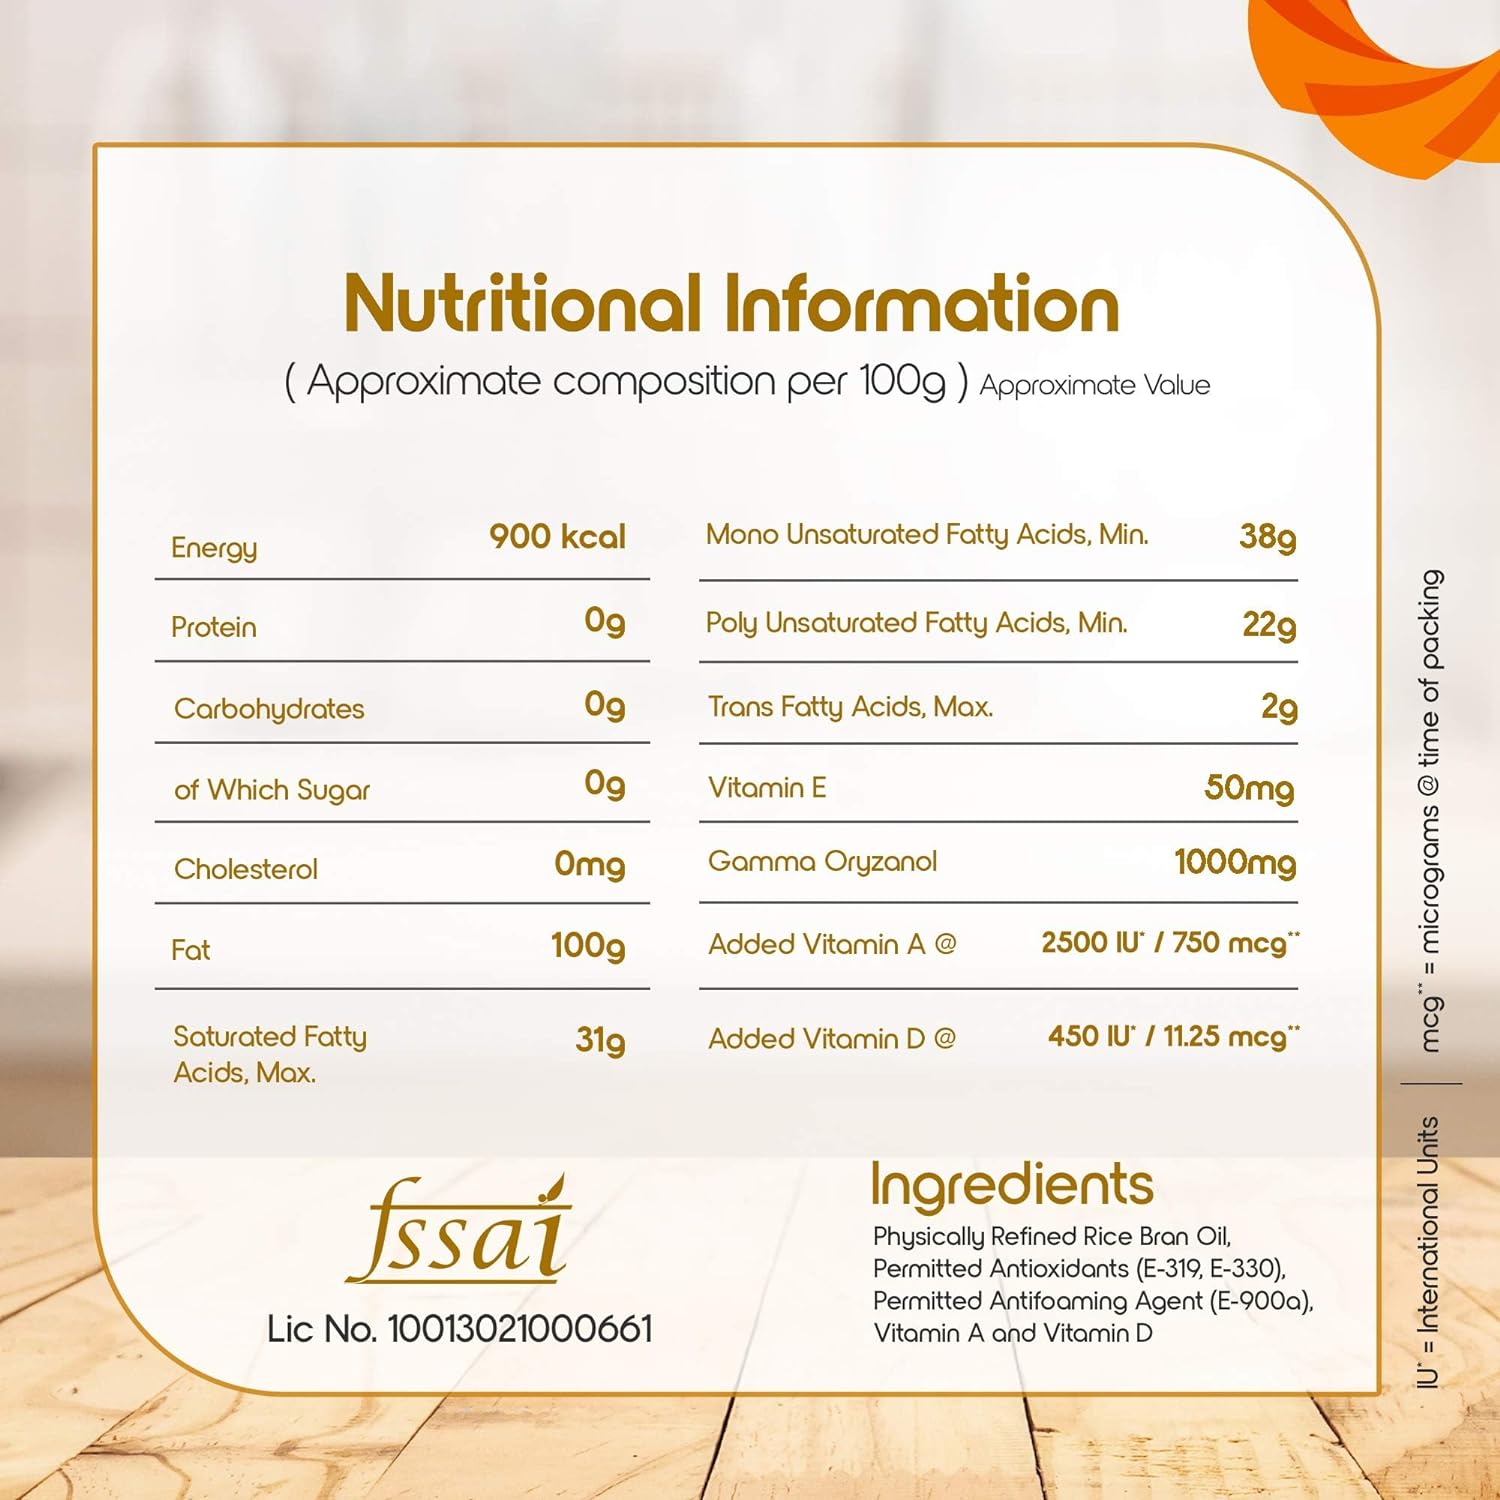 Nutritional Information
( Approximate composition per 100g ) Approximate Value
Energy 900 kcal
Protein 0g
Carbohydrates 0g
of Which Sugar 0g
Cholesterol 0mg
Fat 100g
Saturated Fatty
Acids, Max. 31g
Mono Unsaturated Fatty Acids, Min. 38g
Poly Unsaturated Fatty Acids, Min. 22g
Trans Fatty Acids, Max. 2g
Vitamin E 50mg
Gamma Oryzanol 1000mg
Added Vitamin A @ 2500 IU* / 750 mcg**
Added Vitamin D @ 450 IU* / 11.25 mcg**
fssai
Lic No. 10013021000661
Ingredients
Physically Refined Rice Bran Oil,
Permitted Antioxidants (E-319, E-330),
Permitted Antifoaming Agent (E-900a),
Vitamin A and Vitamin D
IU* = International Units | mcg** = micrograms @ time of packing